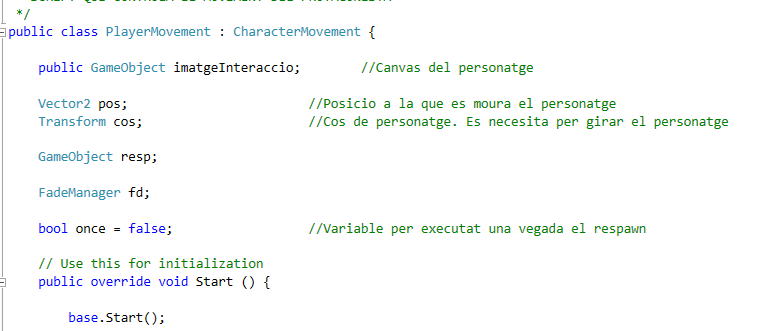 */
public class PlayerMovement : CharacterMovement {
public GameObject imatgeInteraccio; //Canvas del personatge
Vector2 pos; //Posicio a la que es moura el personatge
Transform cos; //Cos de personatge. Es necesita per girar el personatge
GameObject resp;
FadeManager fd;
bool once = false; //Variable per executat una vegada el respawn
// Use this for initialization
public override void Start () {
base.Start();